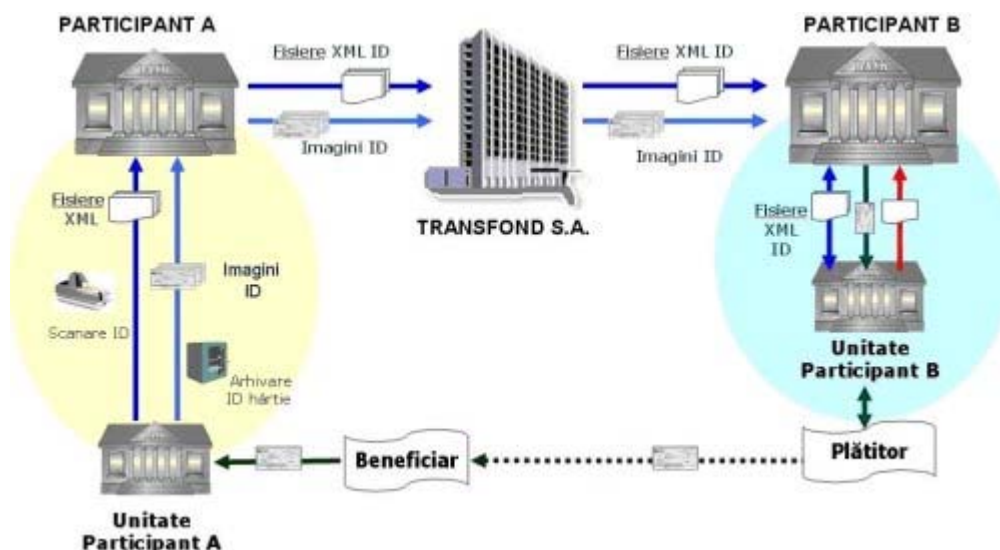 PARTICIPANT A
PARTICIPANT B
Fisiere XML ID
Fisiere XML ID
Imagini ID
Imagini ID
TRANSFOND S.A.
Fisiere
XML
Imagini
ID
Scanare ID
Arhivare
ID hârtie
Fisiere
XML
ID
Unitate
Participant B
Beneficiar
Plătitor
Unitate
Participant A